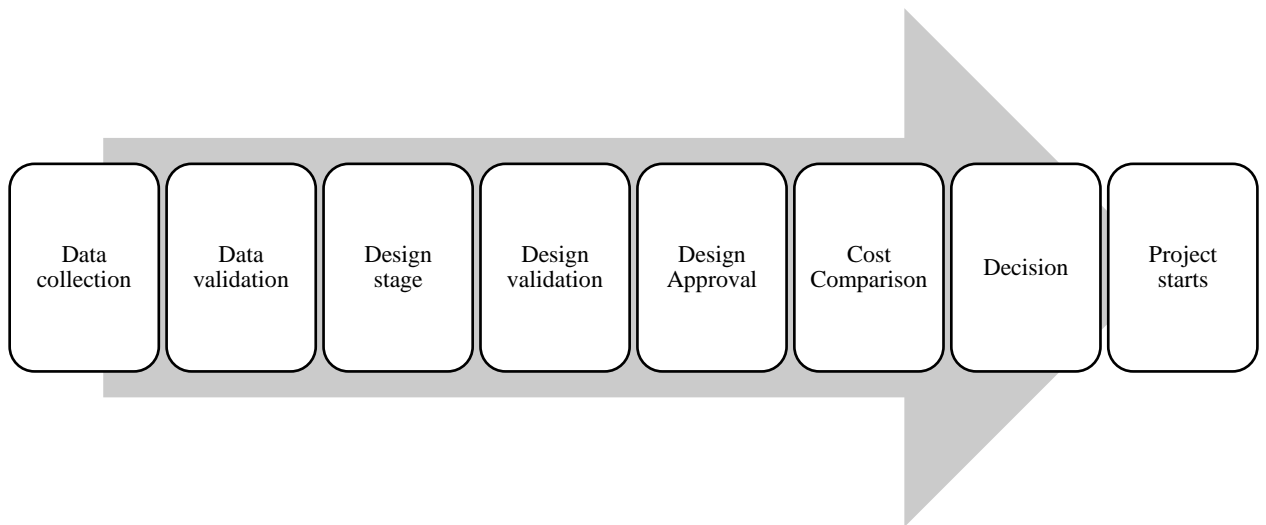 Data
collection
Data
validation
Design
stage
Design
validation
Design
Approval
Cost
Comparison
Decision
Project
starts